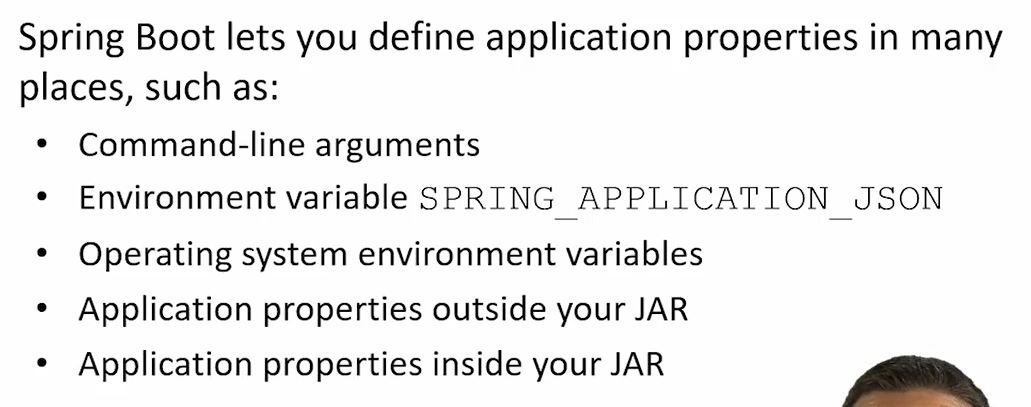 Spring Boot lets you define application properties in many
places, such as:
• Command-line arguments
• Environment variable SPRING_APPLICATION_JSON
• Operating system environment variables
• Application properties outside your JAR
• Application properties inside your JAR